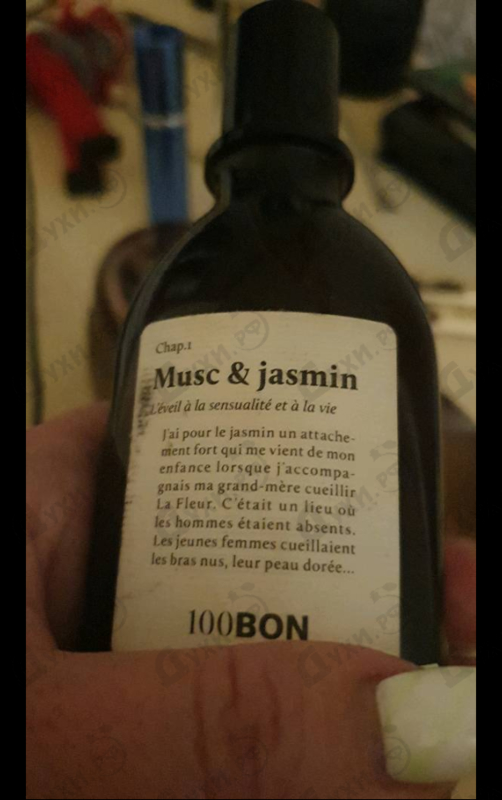 Chap.1
Musc & jasmin
L'éveil à la sensualité et à la vie
J'ai pour le jasmin un attache-
ment fort qui me vient de mon
enfance lorsque j'accompa-
gnais ma grand-mère cueillir
La Fleur. C'était un lieu où
les hommes étaient absents.
Les jeunes femmes cueillaient
les bras nus, leur peau dorée...
100BON